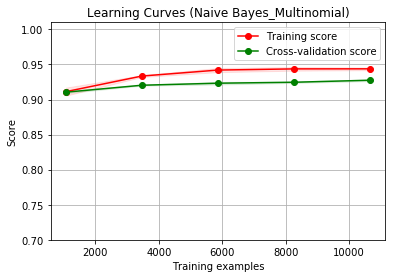 Learning Curves (Naive Bayes_Multinomial)
1.00
0.95
0.90
0.85
0.80
0.75
0.70
Score
Training score
Cross-validation score
2000 4000 6000 8000 10000
Training examples